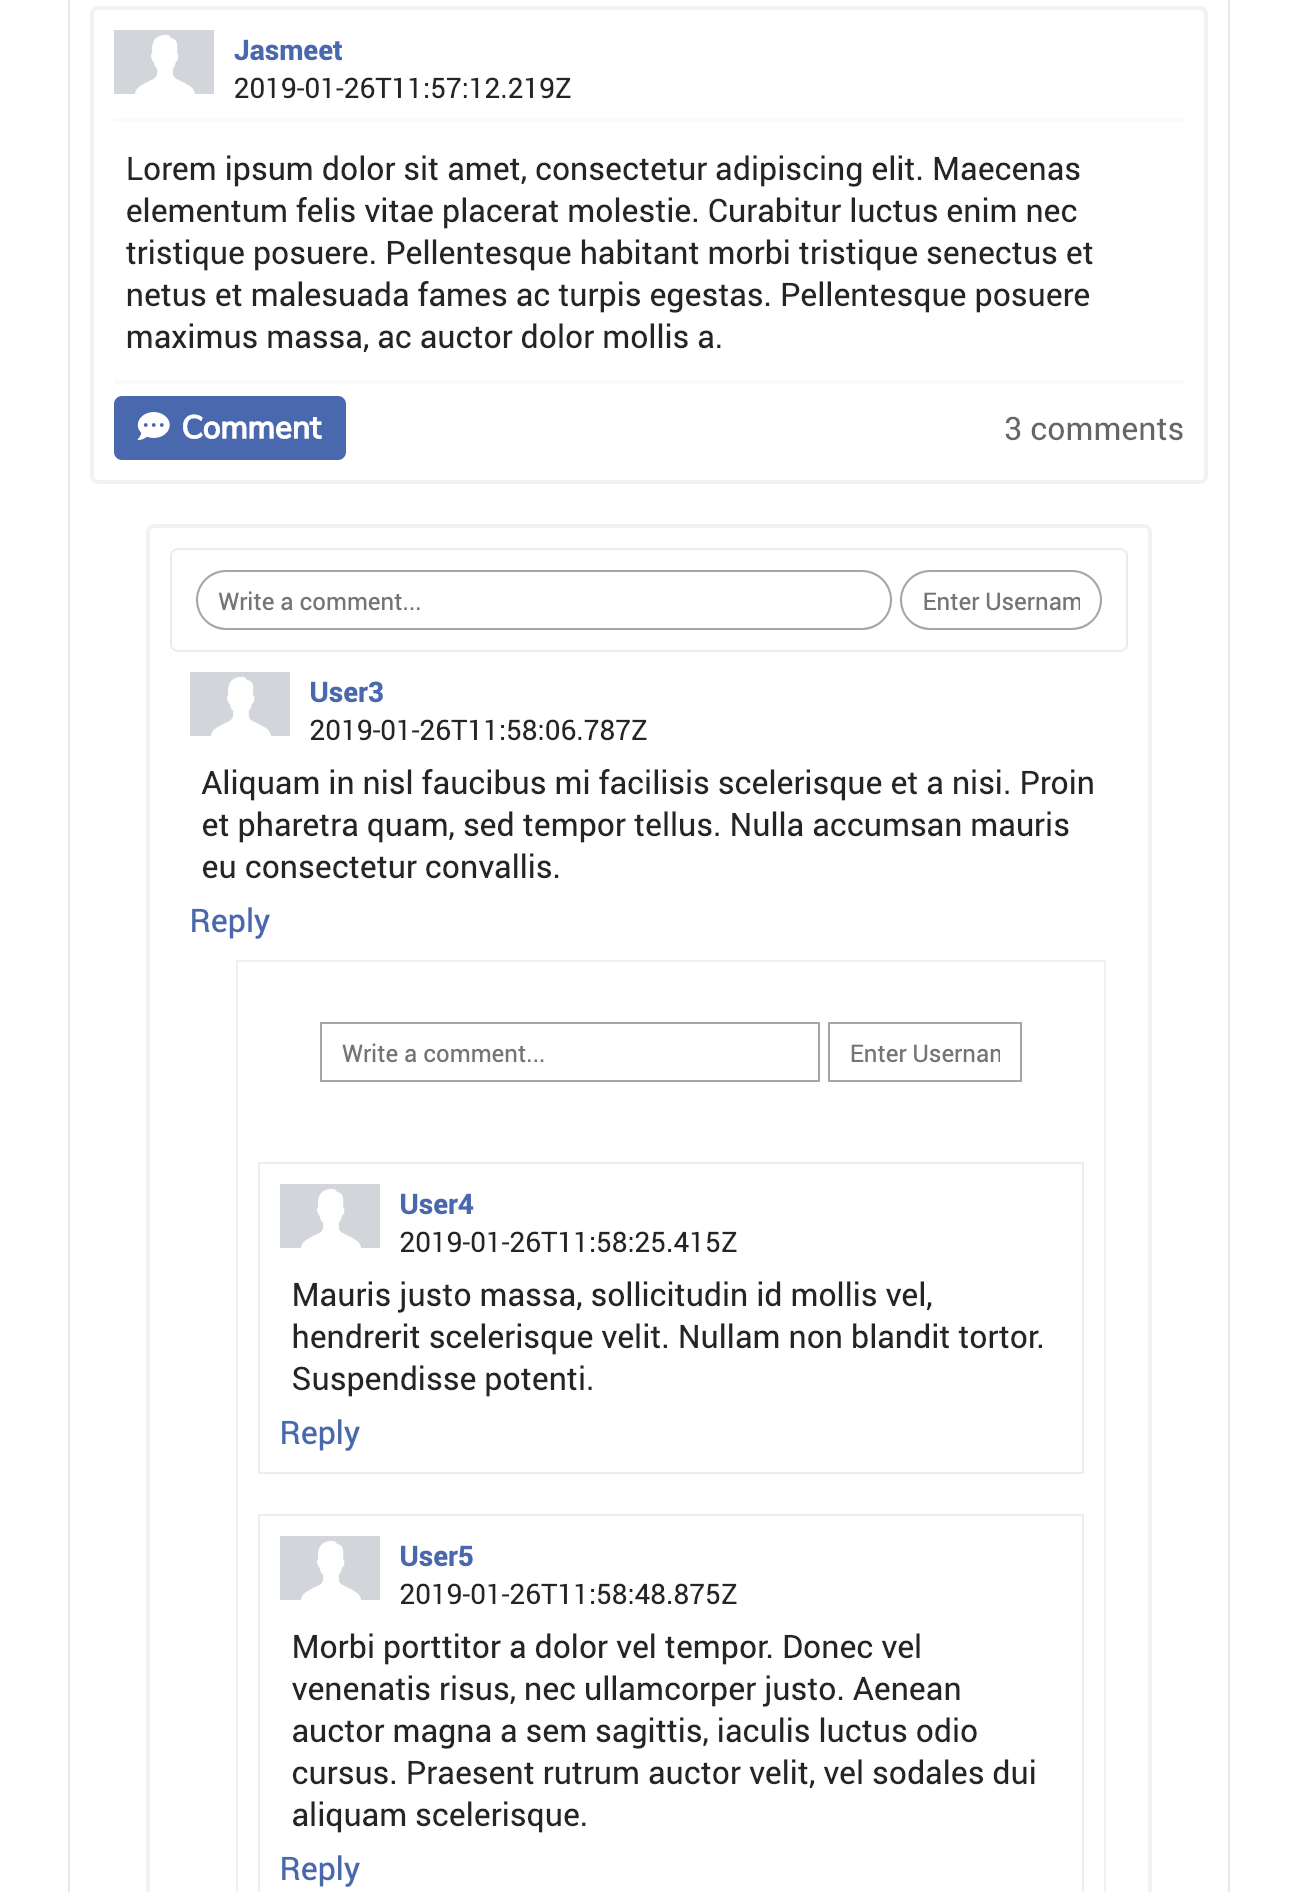 Jasmeet
2019-01-26T11:57:12.219Z
Lorem ipsum dolor sit amet, consectetur adipiscing elit. Maecenas
elementum felis vitae placerat molestie. Curabitur luctus enim nec
tristique posuere. Pellentesque habitant morbi tristique senectus et
netus et malesuada fames ac turpis egestas. Pellentesque posuere
maximus massa, ac auctor dolor mollis a.
Comment 3 comments
Write a comment... Enter Usernam
User3
2019-01-26T11:58:06.787Z
Aliquam in nisl faucibus mi facilisis scelerisque et a nisi. Proin
et pharetra quam, sed tempor tellus. Nulla accumsan mauris
eu consectetur convallis.
Reply
Write a comment... Enter Usernan
User4
2019-01-26T11:58:25.415Z
Mauris justo massa, sollicitudin id mollis vel,
hendrerit scelerisque velit. Nullam non blandit tortor.
Suspendisse potenti.
Reply
User5
2019-01-26T11:58:48.875Z
Morbi porttitor a dolor vel tempor. Donec vel
venenatis risus, nec ullamcorper justo. Aenean
auctor magna a sem sagittis, iaculis luctus odio
cursus. Praesent rutrum auctor velit, vel sodales dui
aliquam scelerisque.
Reply